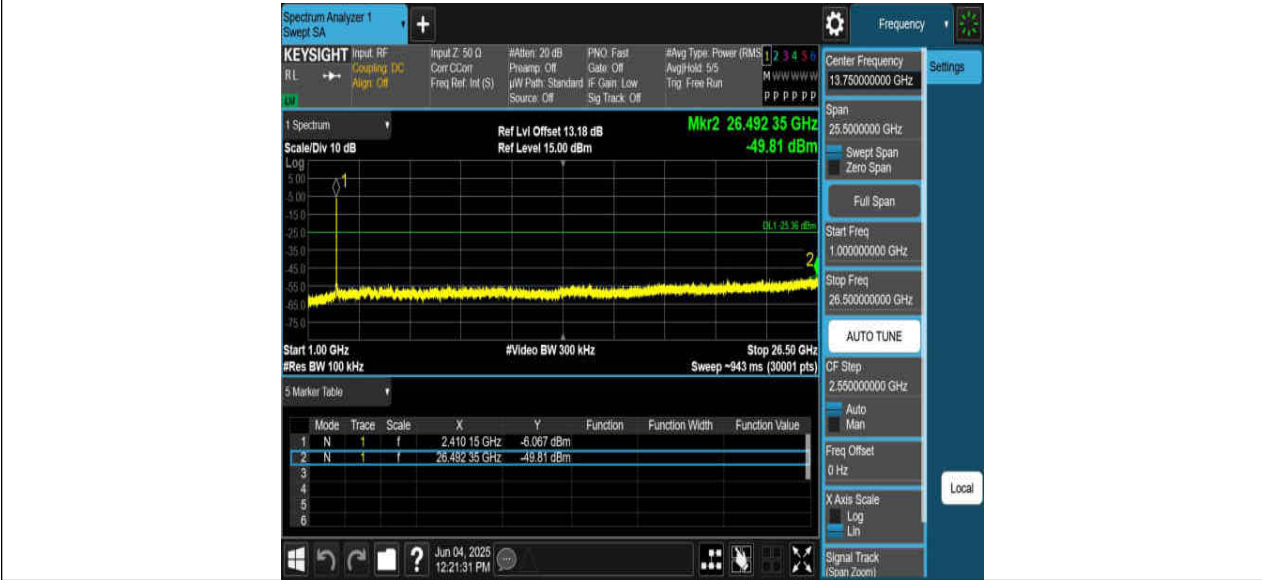 Spectrum Analyzer 1
Swept SA
+
Frequency
KEYSIGHT
RL
Input: RF
Coupling: DC
Align: Off
Input Z: 50 Ω
Corr CCorr
Freq Ref: Int (S)
#Atten: 20 dB
Preamp: Off
µW Path: Standard
Source: Off
PNO: Fast
Gate: Off
IF Gain: Low
Sig Track: Off
#Avg Type: Power (RMS
Avg|Hold: 5/5
Trig: Free Run
1 2 3 4 5 6
M W W W W W
P P P P P P
1 Spectrum
Scale/Div 10 dB
Ref Lvl Offset 13.18 dB
Ref Level 15.00 dBm
Mkr2 26.492 35 GHz
-49.81 dBm
Log
5.00
-5.00
-15.0
-25.0
-35.0
-45.0
-55.0
-65.0
-75.0
1
DL1 -25.36 dBm
2
Start 1.00 GHz
#Res BW 100 kHz
#Video BW 300 kHz
Stop 26.50 GHz
Sweep ~943 ms (30001 pts)
5 Marker Table
Mode Trace Scale X Y Function Function Width Function Value
1 N 1 f 2.410 15 GHz -6.067 dBm
2 N 1 f 26.492 35 GHz -49.81 dBm
3
4
5
6
?
Jun 04, 2025
12:21:31 PM
Center Frequency
13.750000000 GHz
Settings
Span
25.5000000 GHz
Swept Span
Zero Span
Full Span
Start Freq
1.000000000 GHz
Stop Freq
26.500000000 GHz
AUTO TUNE
CF Step
2.550000000 GHz
Auto
Man
Freq Offset
0 Hz
X Axis Scale
Log
Lin
Local
Signal Track
(Span Zoom)